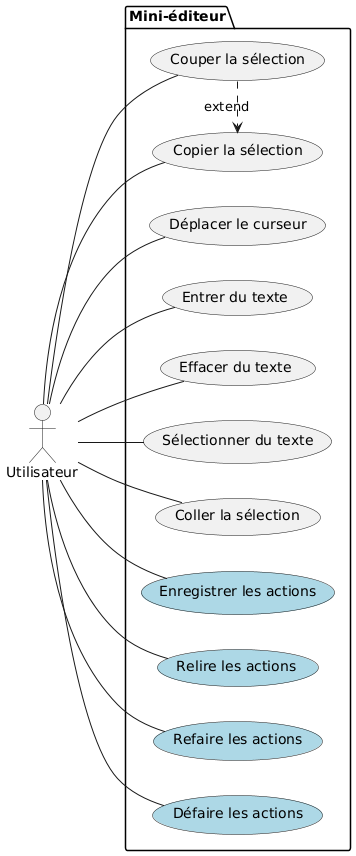 Mini-éditeur
Couper la sélection
extend
Copier la sélection
Déplacer le curseur
Entrer du texte
Effacer du texte
Sélectionner du texte
Utilisateur
Coller la sélection
Enregistrer les actions
Relire les actions
Refaire les actions
Défaire les actions